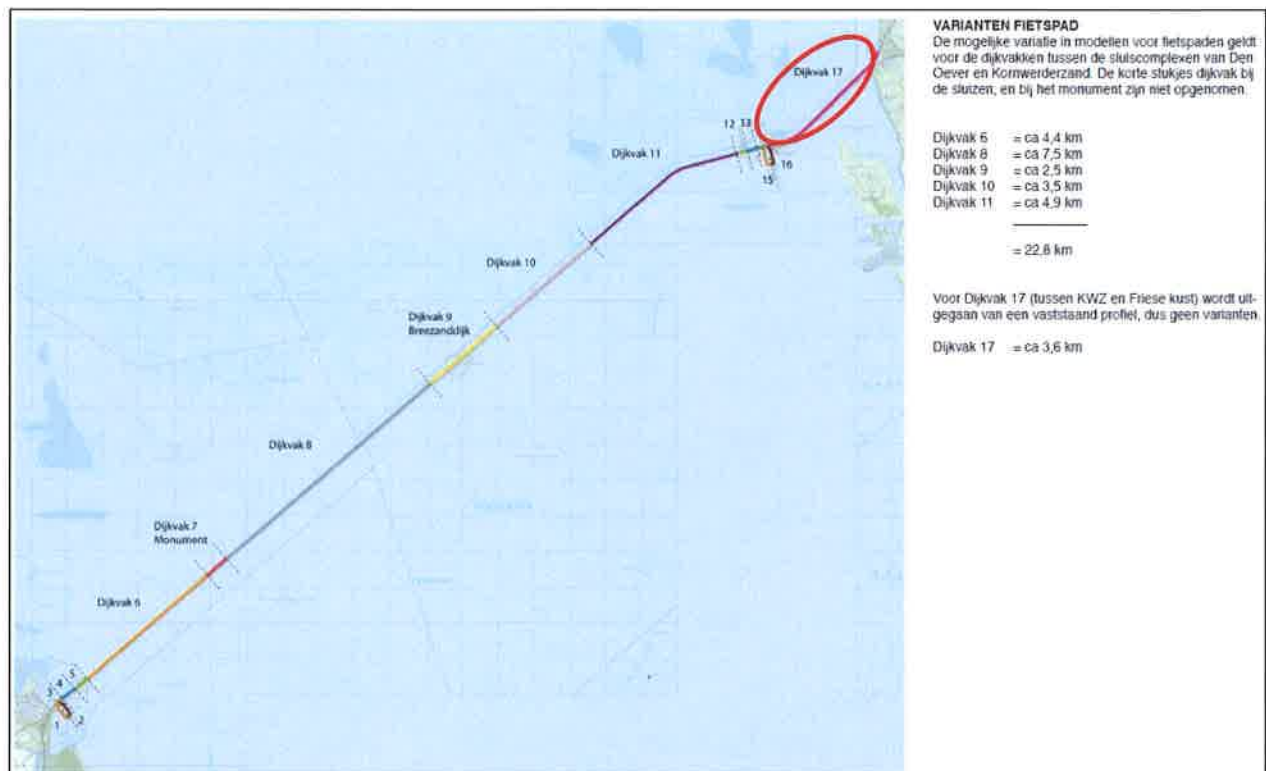 VARIANTEN FIETSPAD
De mogelijke variatie in modellen voor fietspaden geldt
voor de dijkvakken tussen de sluiscomplexen van Den
Oever en Kornwerderzand. De korte stukjes dijkvak bij
de sluizen, en bij het monument zijn niet opgenomen.
Dijkvak 6 = ca 4,4 km
Dijkvak 8 = ca 7,5 km
Dijkvak 9 = ca 2,5 km
Dijkvak 10 = ca 3,5 km
Dijkvak 11 = ca 4,9 km
= 22,8 km
Voor Dijkvak 17 (tussen KWZ en Friese kust) wordt uit-
gegaan van een vaststaand profiel, dus geen varianten.
Dijkvak 17 = ca 3,6 km
Dijkvak 17
12 13
Dijkvak 11
16
15
Dijkvak 10
Dijkvak 9
Breezanddijk
Dijkvak 8
Dijkvak 7
Monument
Dijkvak 6
3 4 5
1 2